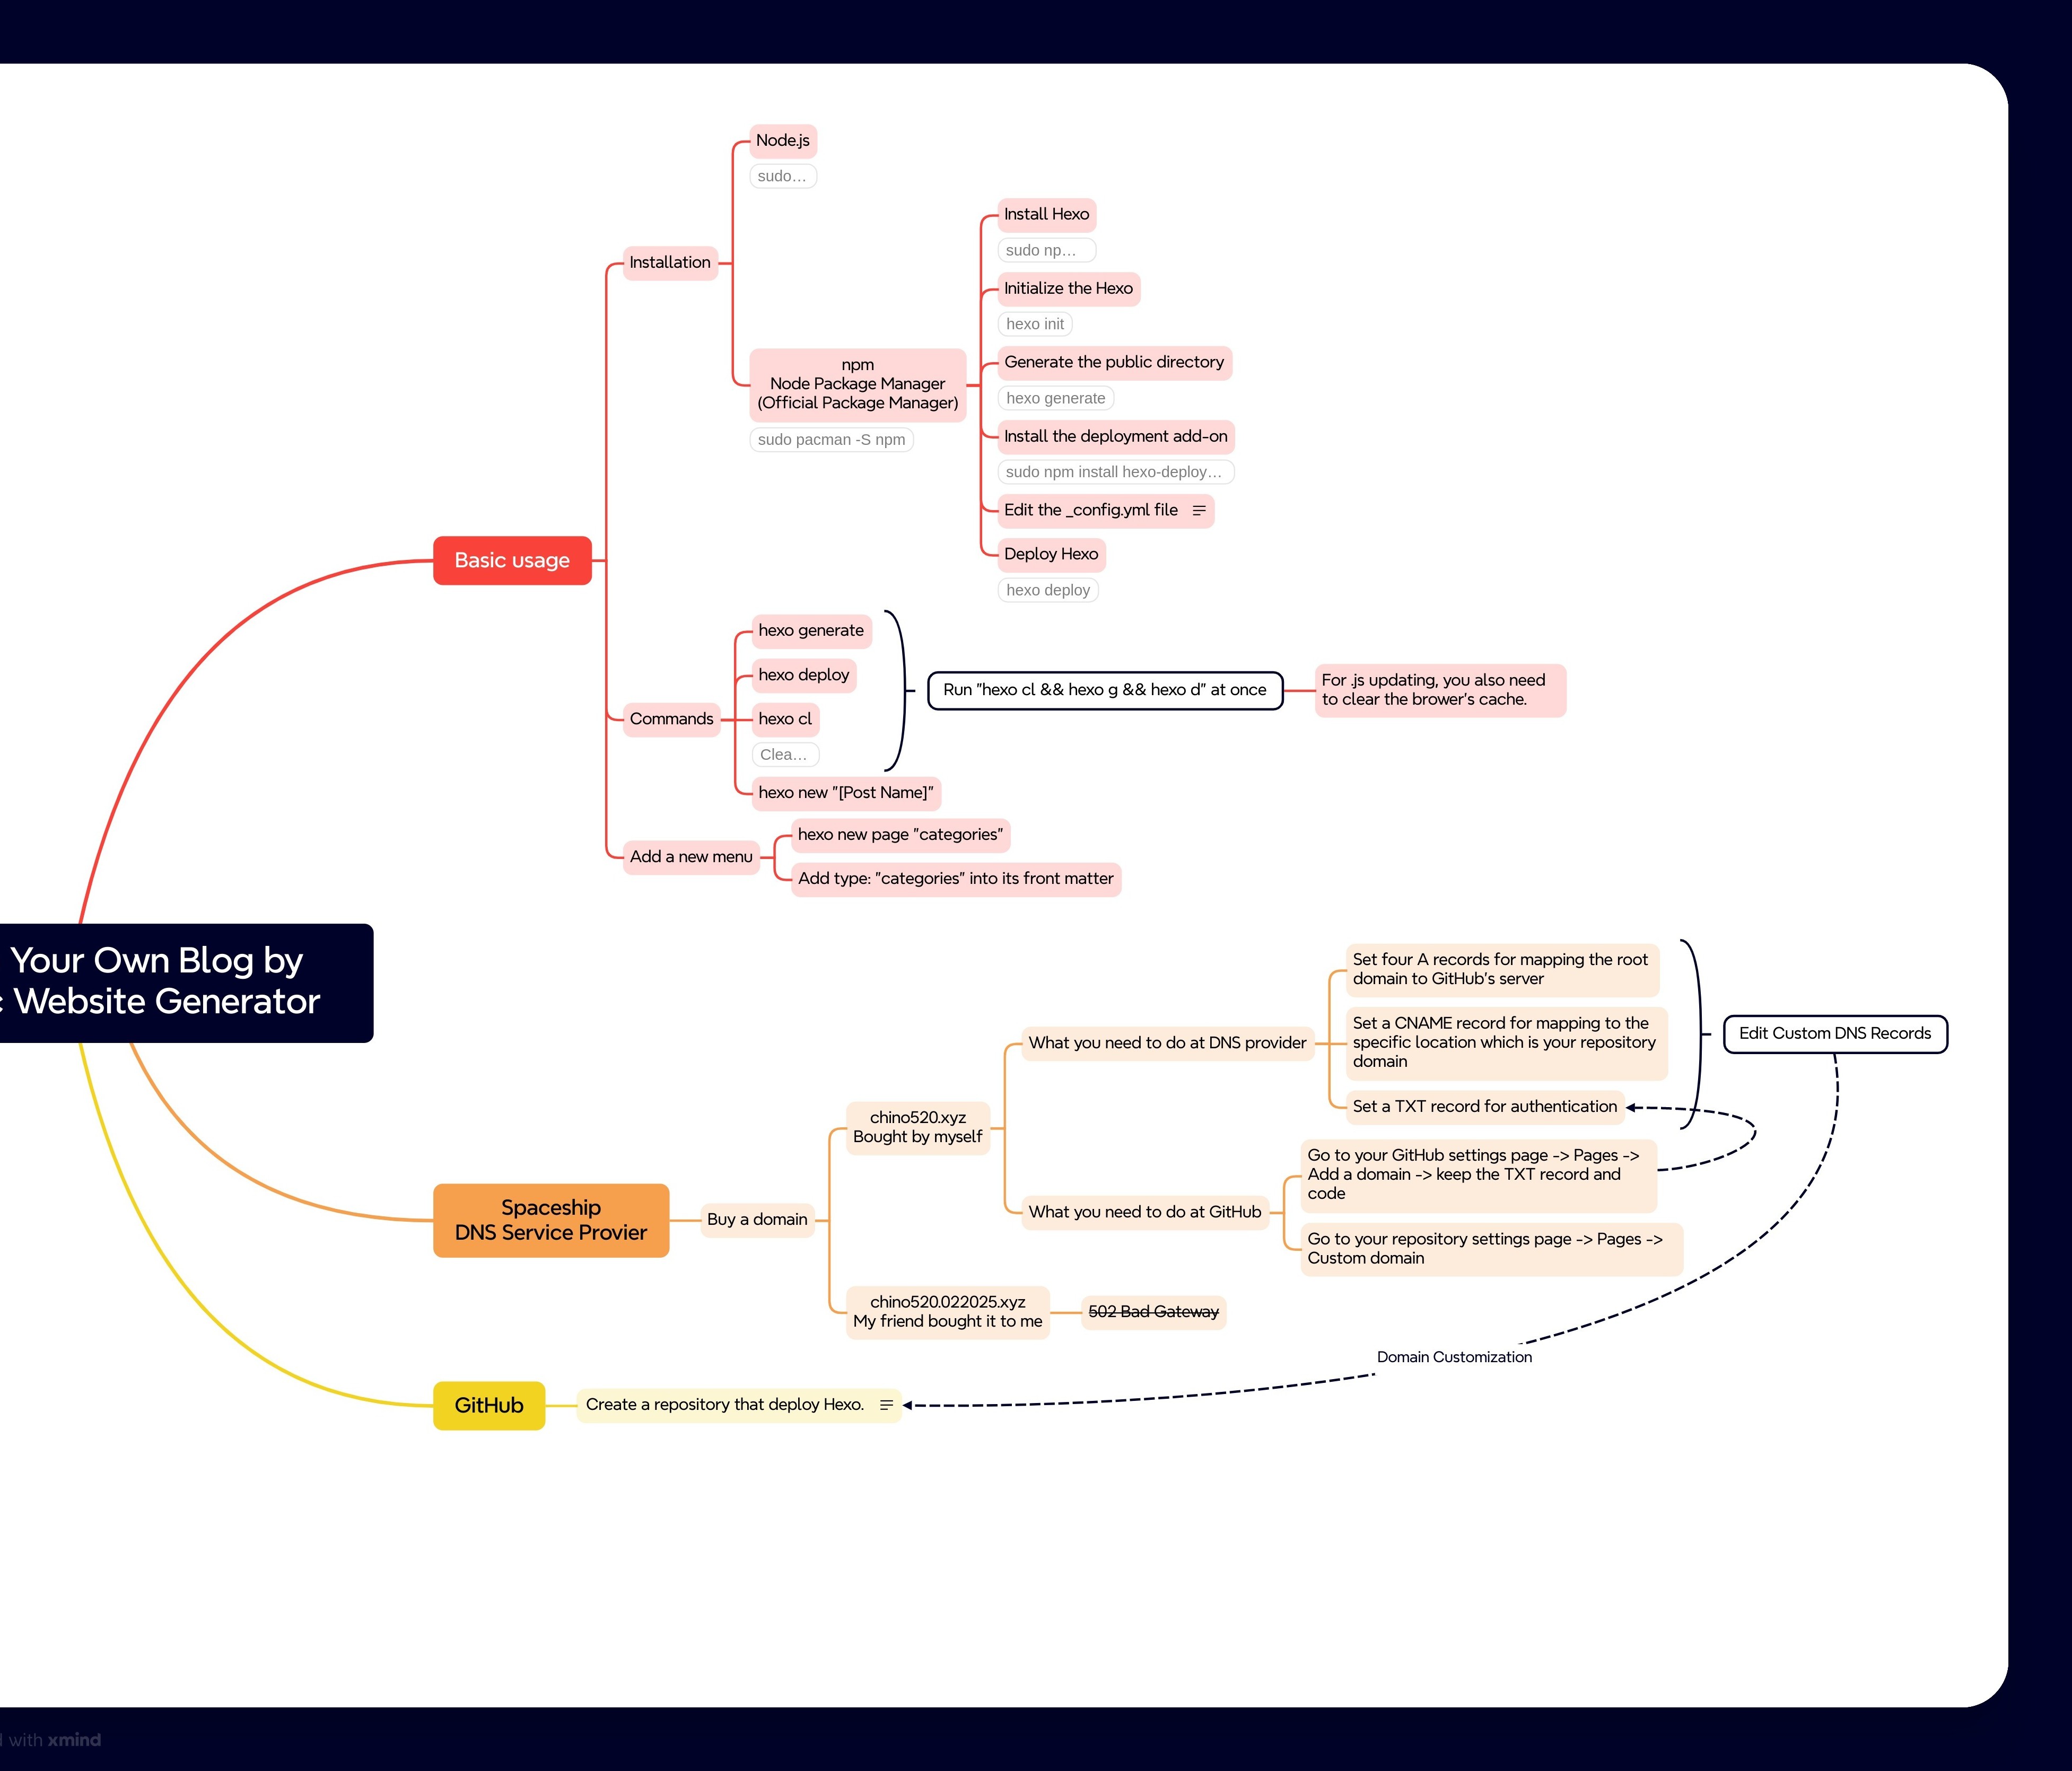 Node.js
sudo…
Installation
Install Hexo
sudo np…
Initialize the Hexo
hexo init
Generate the public directory
hexo generate
npm
Node Package Manager
(Official Package Manager)
sudo pacman -S npm
Install the deployment add-on
sudo npm install hexo-deploy…
Edit the _config.yml file
Deploy Hexo
hexo deploy
Basic usage
hexo generate
hexo deploy
Commands
hexo cl
Clea…
hexo new "[Post Name]"
Run "hexo cl && hexo g && hexo d" at once
For .js updating, you also need
to clear the brower's cache.
Add a new menu
hexo new page "categories"
Add type: "categories" into its front matter
Your Own Blog by
Website Generator
Set four A records for mapping the root
domain to GitHub's server
What you need to do at DNS provider
Set a CNAME record for mapping to the
specific location which is your repository
domain
Set a TXT record for authentication
Edit Custom DNS Records
chino520.xyz
Bought by myself
Go to your GitHub settings page -> Pages ->
Add a domain -> keep the TXT record and
code
What you need to do at GitHub
Go to your repository settings page -> Pages ->
Custom domain
Spaceship
DNS Service Provier
Buy a domain
chino520.022025.xyz
My friend bought it to me
502 Bad Gateway
Domain Customization
GitHub
Create a repository that deploy Hexo.
with xmind